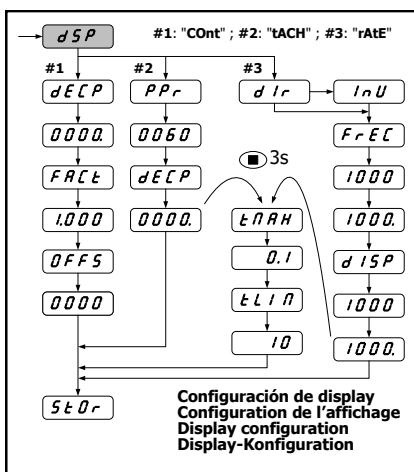 dSP
#1: "COnt" ; #2: "tACH" ; #3: "rAtE"
#1
#2
#3
dECP
PPr
dIr
InU
0000.
0060
FrEC
FACt
dECP
3s
1000
1.000
0000.
tMAH
1000.
OFFS
0.1
dISP
0000
tLIM
1000
10
1000.
StOr
Configuración de display
Configuration de l'affichage
Display configuration
Display-Konfiguration